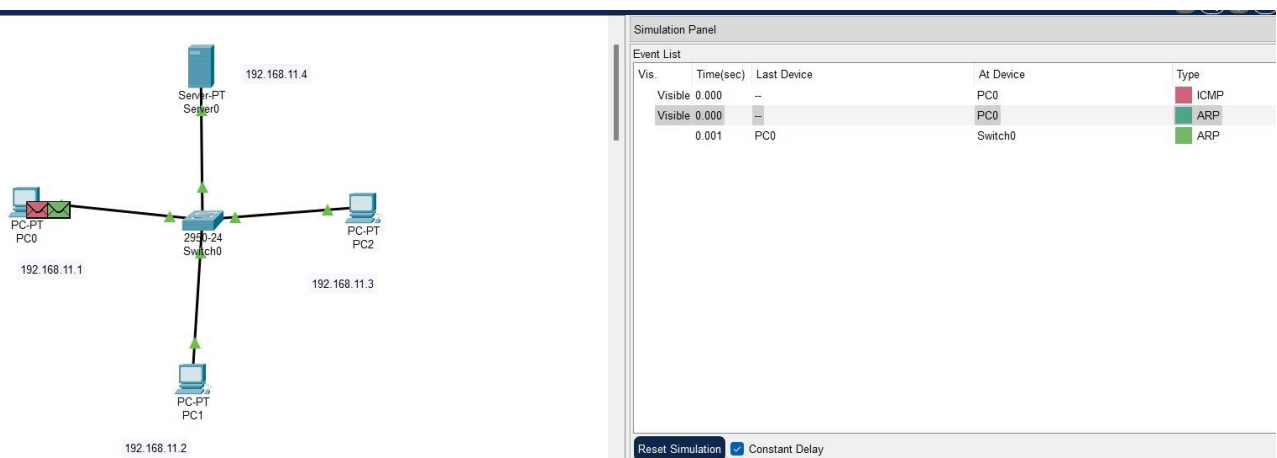 192.168.11.4
Server-PT
Server0
PC-PT
PC0
192.168.11.1
2950-24
Switch0
PC-PT
PC2
192.168.11.3
PC-PT
PC1
192.168.11.2
Simulation Panel
Event List
Vis. Time(sec) Last Device At Device Type
Visible 0.000 -- PC0 ICMP
Visible 0.000 -- PC0 ARP
0.001 PC0 Switch0 ARP
Reset Simulation Constant Delay